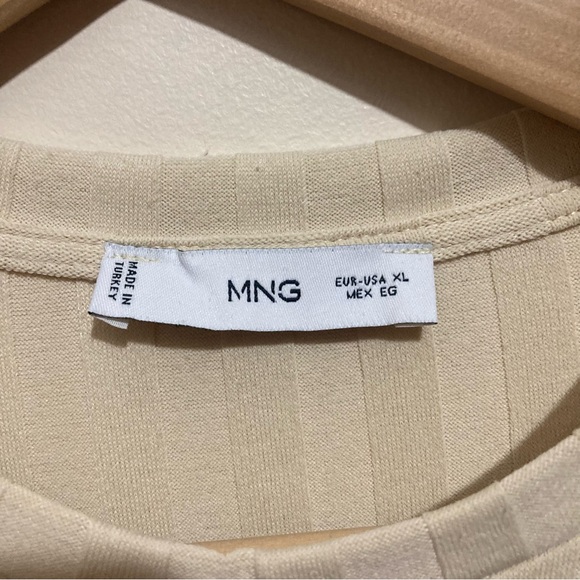 MADE IN
TURKEY
MNG
EUR-USA XL
MEX EG